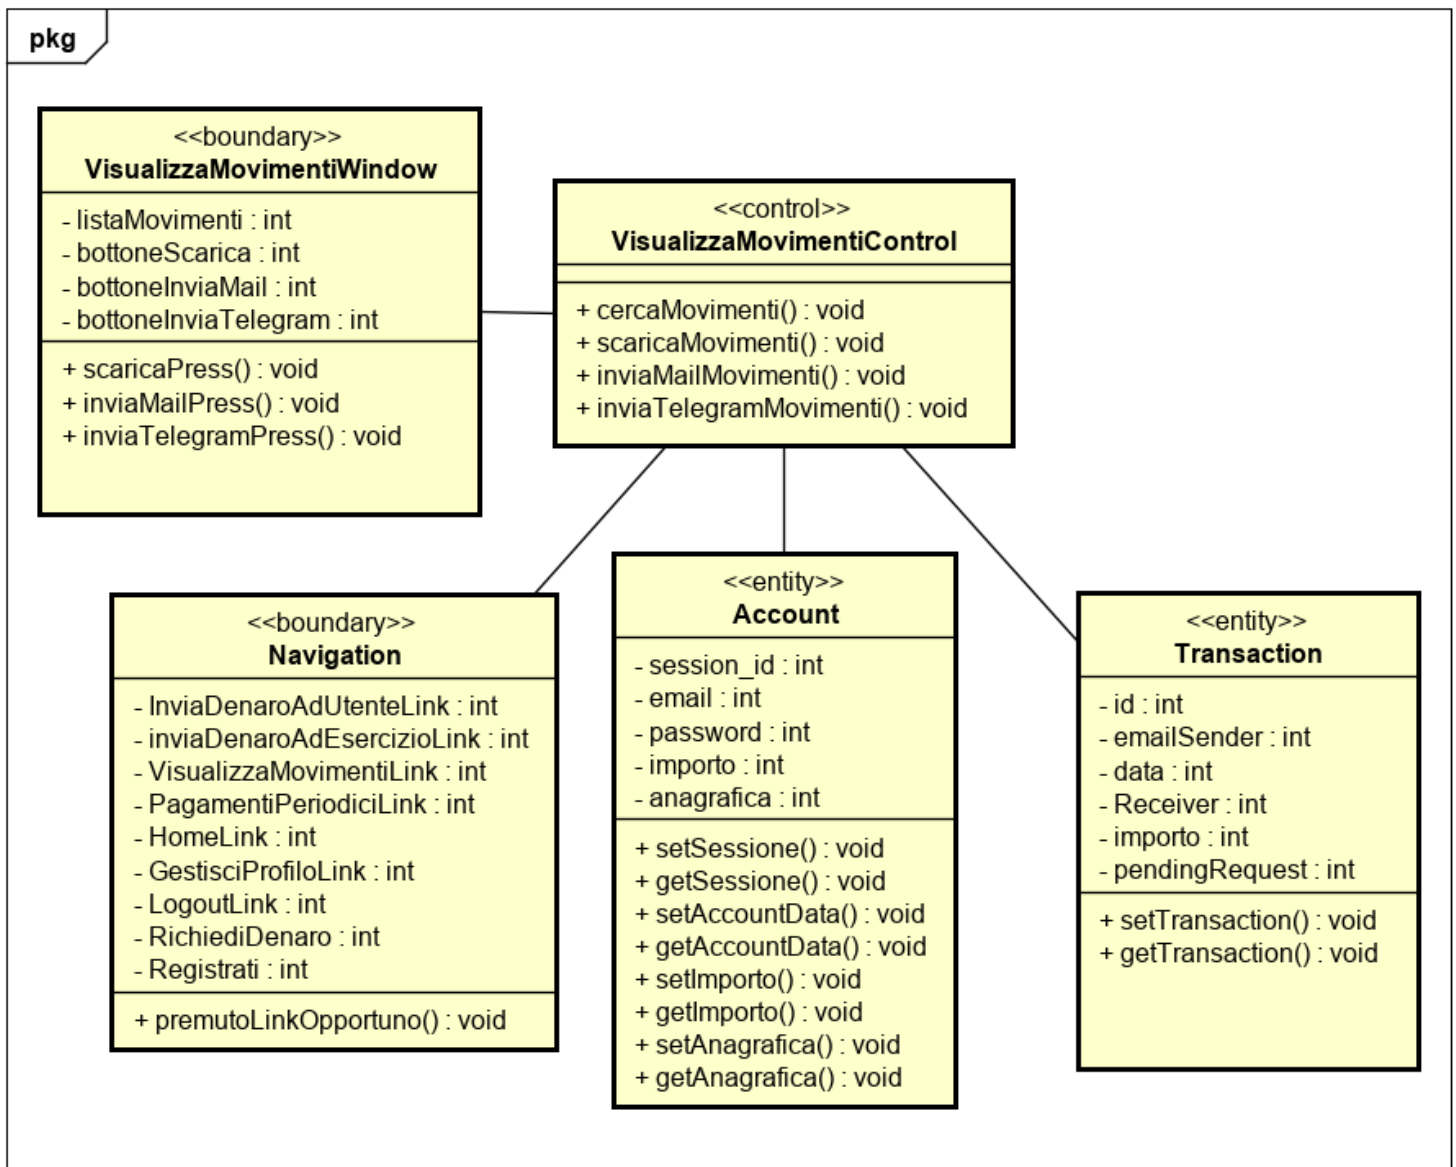 pkg
<<boundary>>
VisualizzaMovimentiWindow
- listaMovimenti : int
- bottoneScarica : int
- bottoneInviaMail : int
- bottoneInviaTelegram : int
+ scaricaPress() : void
+ inviaMailPress() : void
+ inviaTelegramPress() : void
<<control>>
VisualizzaMovimentiControl
+ cercaMovimenti() : void
+ scaricaMovimenti() : void
+ inviaMailMovimenti() : void
+ inviaTelegramMovimenti() : void
<<boundary>>
Navigation
- InviaDenaroAdUtenteLink : int
- inviaDenaroAdEsercizioLink : int
- VisualizzaMovimentiLink : int
- PagamentiPeriodiciLink : int
- HomeLink : int
- GestisciProfiloLink : int
- LogoutLink : int
- RichiediDenaro : int
- Registrati : int
+ premutoLinkOpportuno() : void
<<entity>>
Account
- session_id : int
- email : int
- password : int
- importo : int
- anagrafica : int
+ setSessione() : void
+ getSessione() : void
+ setAccountData() : void
+ getAccountData() : void
+ setImporto() : void
+ getImporto() : void
+ setAnagrafica() : void
+ getAnagrafica() : void
<<entity>>
Transaction
- id : int
- emailSender : int
- data : int
- Receiver : int
- importo : int
- pendingRequest : int
+ setTransaction() : void
+ getTransaction() : void